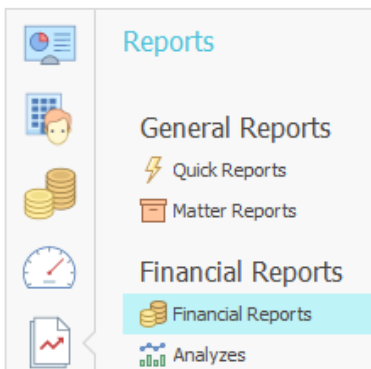 Reports
General Reports
Quick Reports
Matter Reports
Financial Reports
Financial Reports
Analyzes